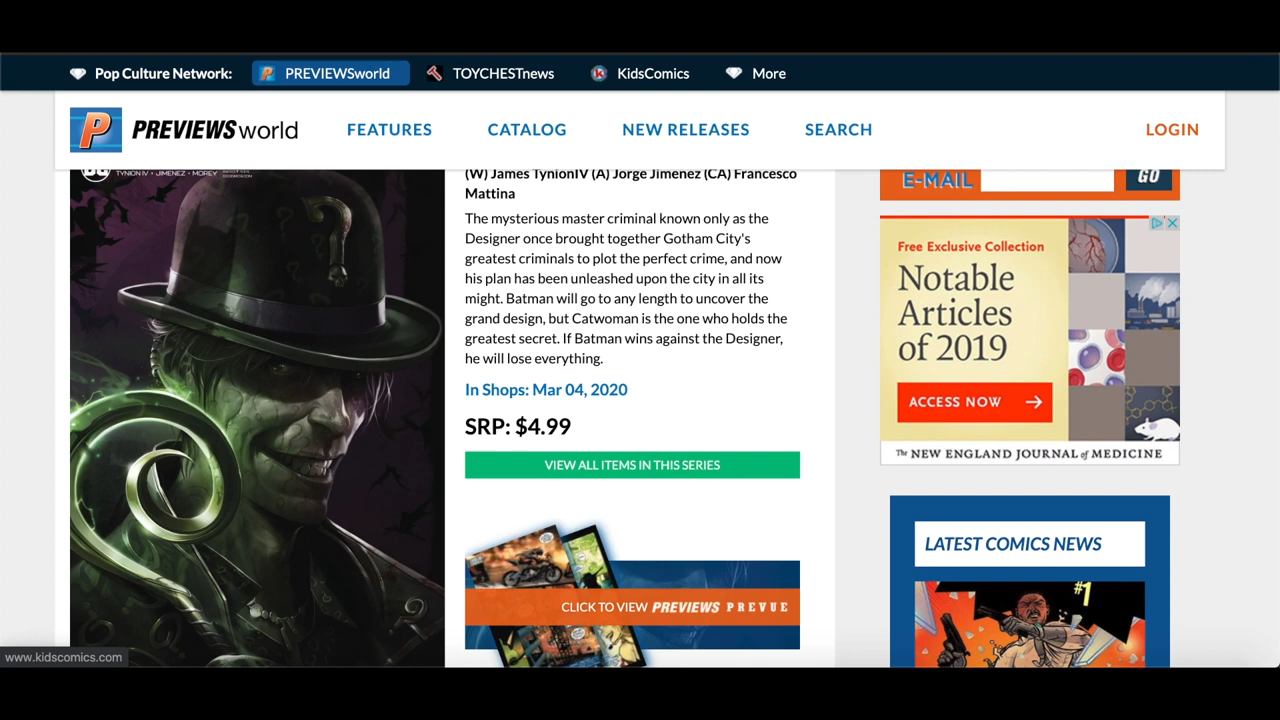 Pop Culture Network:
PREVIEWSworld
TOYCHESTnews
KidsComics
More
PREVIEWSworld
FEATURES
CATALOG
NEW RELEASES
SEARCH
LOGIN
TYNION IV • JIMENEZ • MOREY
(W) James TynionIV (A) Jorge Jimenez (CA) Francesco
Mattina
The mysterious master criminal known only as the
Designer once brought together Gotham City's
greatest criminals to plot the perfect crime, and now
his plan has been unleashed upon the city in all its
might. Batman will go to any length to uncover the
grand design, but Catwoman is the one who holds the
greatest secret. If Batman wins against the Designer,
he will lose everything.
In Shops: Mar 04, 2020
SRP: $4.99
VIEW ALL ITEMS IN THIS SERIES
CLICK TO VIEW PREVIEWS PREVUE
E-MAIL
GO
Free Exclusive Collection
Notable
Articles
of 2019
ACCESS NOW
The NEW ENGLAND JOURNAL of MEDICINE
LATEST COMICS NEWS
#1
www.kidscomics.com